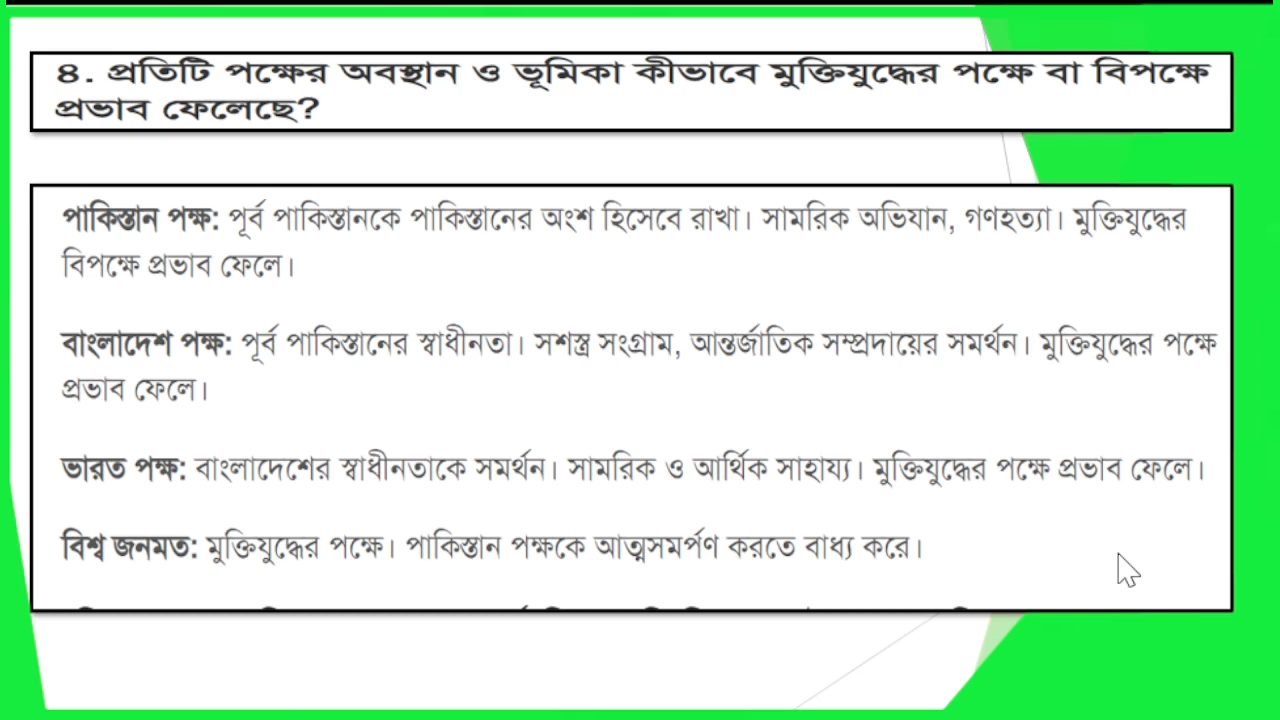 ৪. প্রতিটি পক্ষের অবস্থান ও ভূমিকা কীভাবে মুক্তিযুদ্ধের পক্ষে বা বিপক্ষে
প্রভাব ফেলেছে?
পাকিস্তান পক্ষ: পূর্ব পাকিস্তানকে পাকিস্তানের অংশ হিসেবে রাখা। সামরিক অভিযান, গণহত্যা। মুক্তিযুদ্ধের
বিপক্ষে প্রভাব ফেলে।
বাংলাদেশ পক্ষ: পূর্ব পাকিস্তানের স্বাধীনতা। সশস্ত্র সংগ্রাম, আন্তর্জাতিক সম্প্রদায়ের সমর্থন। মুক্তিযুদ্ধের পক্ষে
প্রভাব ফেলে।
ভারত পক্ষ: বাংলাদেশের স্বাধীনতাকে সমর্থন। সামরিক ও আর্থিক সাহায্য। মুক্তিযুদ্ধের পক্ষে প্রভাব ফেলে।
বিশ্ব জনমত: মুক্তিযুদ্ধের পক্ষে। পাকিস্তান পক্ষকে আত্মসমর্পণ করতে বাধ্য করে।